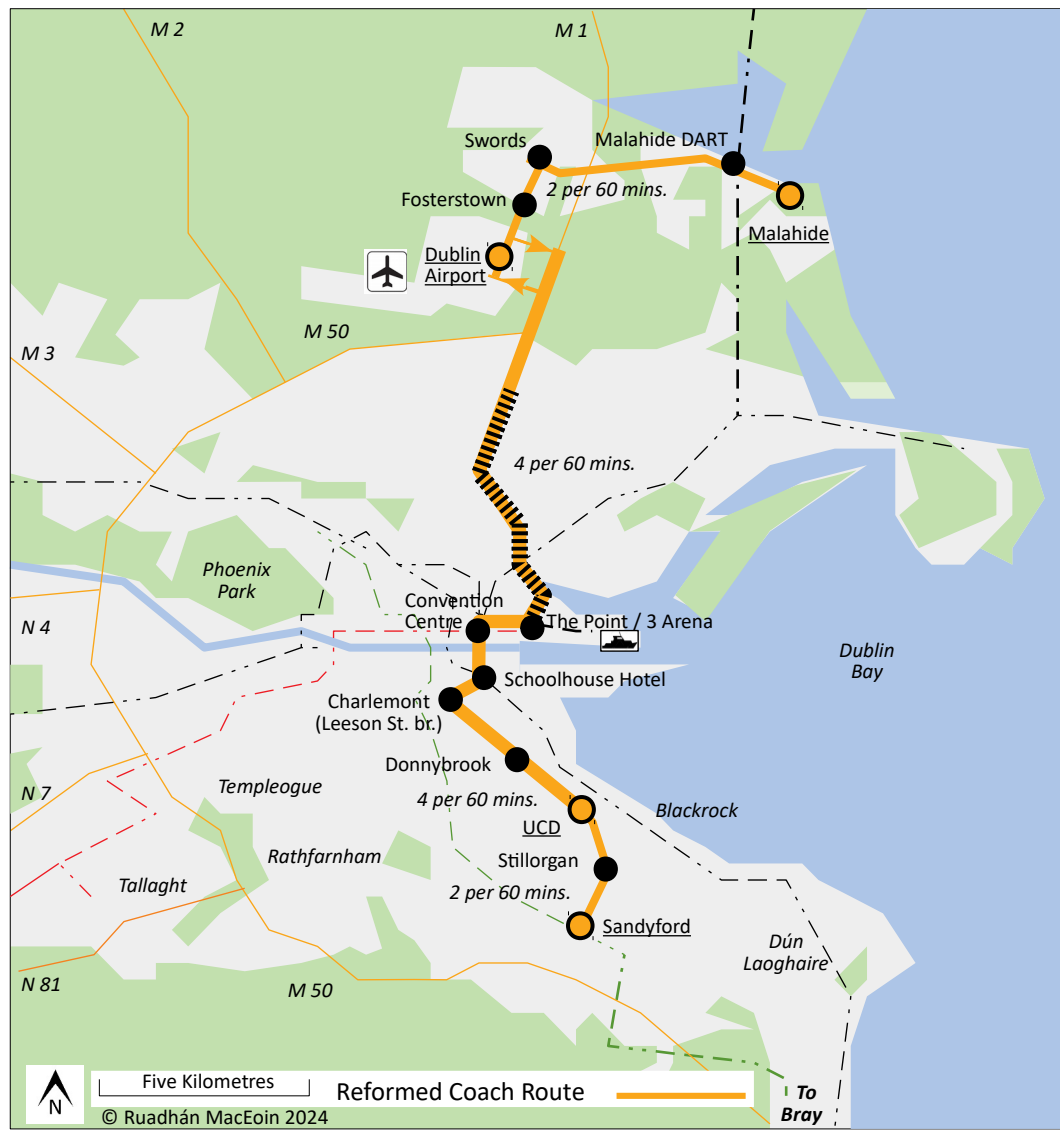 M 2
M 1
Swords
Malahide DART
2 per 60 mins.
Fosterstown
Malahide
Dublin
Airport
M 50
M 3
4 per 60 mins.
Phoenix
Park
Convention
Centre
The Point / 3 Arena
N 4
Dublin
Bay
Schoolhouse Hotel
Charlemont
(Leeson St. br.)
Donnybrook
Templeogue
4 per 60 mins.
N 7
Blackrock
UCD
Rathfarnham
Stillorgan
Tallaght
2 per 60 mins.
Sandyford
Dún
Laoghaire
N 81
M 50
N
Five Kilometres
Reformed Coach Route
To
Bray
© Ruadhán MacEoin 2024